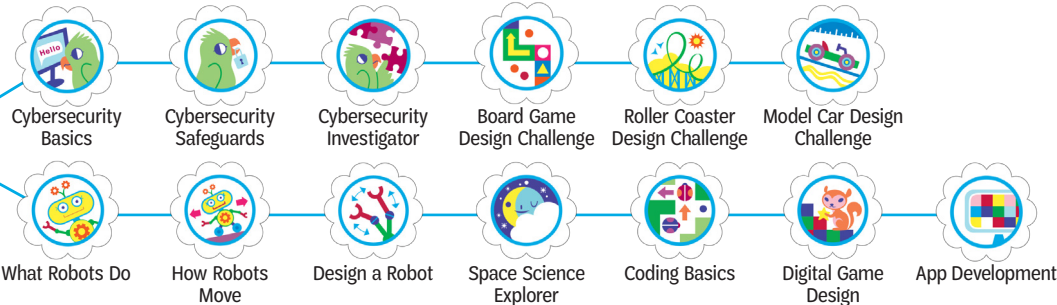 Hello
Cybersecurity
Basics
Cybersecurity
Safeguards
Cybersecurity
Investigator
Board Game
Design Challenge
Roller Coaster
Design Challenge
Model Car Design
Challenge
What Robots Do
How Robots
Move
Design a Robot
Space Science
Explorer
Coding Basics
Digital Game
Design
App Development